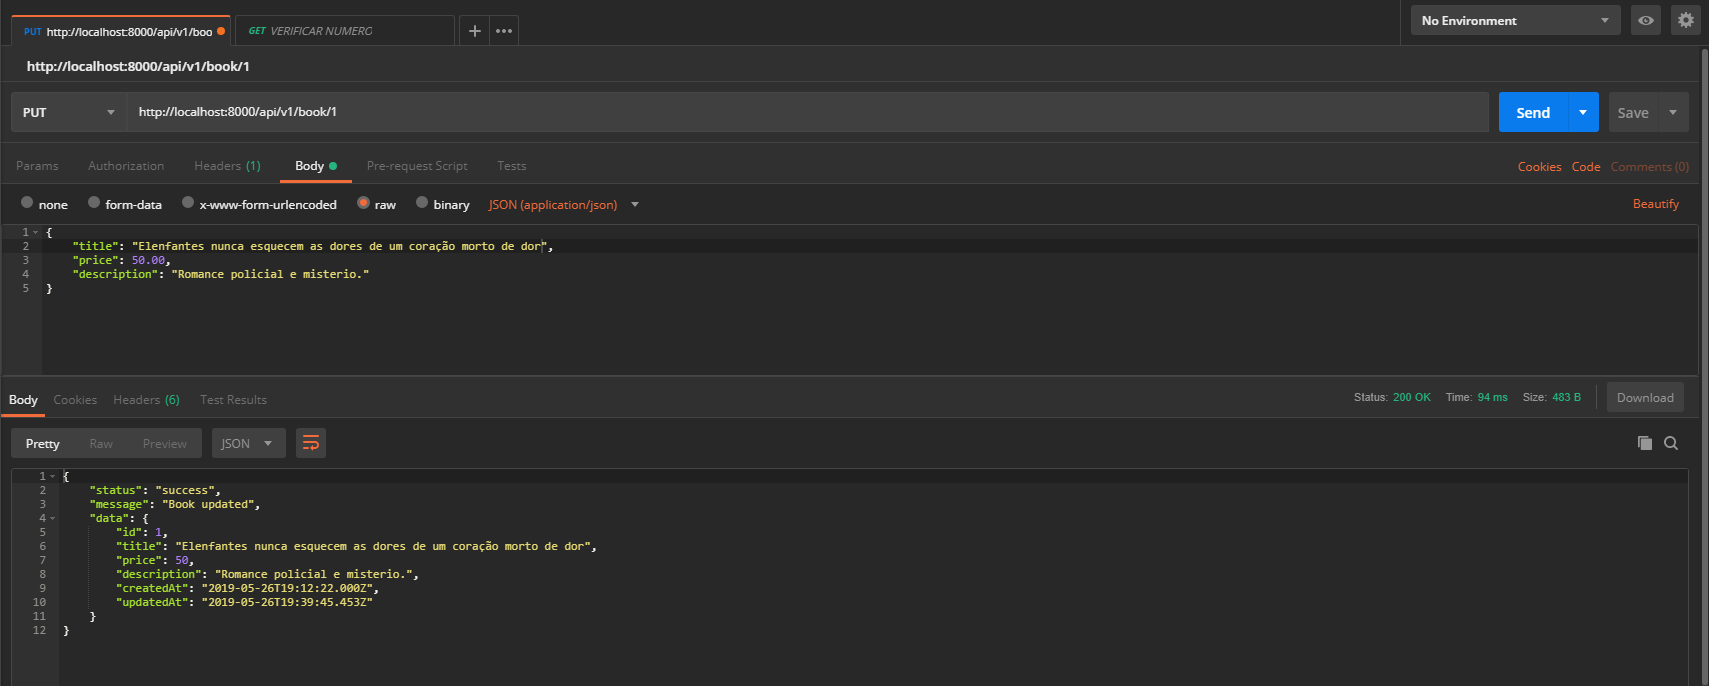 PUT http://localhost:8000/api/v1/boo GET VERIFICAR NUMERO + ••• No Environment
http://localhost:8000/api/v1/book/1
PUT http://localhost:8000/api/v1/book/1 Send Save
Params Authorization Headers (1) Body Pre-request Script Tests Cookies Code Comments (0)
none form-data x-www-form-urlencoded raw binary JSON (application/json) Beautify
1 {
2 "title": "Elenfantes nunca esquecem as dores de um coração morto de dor",
3 "price": 50.00,
4 "description": "Romance policial e misterio."
5 }
Body Cookies Headers (6) Test Results Status: 200 OK Time: 94 ms Size: 483 B Download
Pretty Raw Preview JSON
1 {
2 "status": "success",
3 "message": "Book updated",
4 "data": {
5 "id": 1,
6 "title": "Elenfantes nunca esquecem as dores de um coração morto de dor",
7 "price": 50,
8 "description": "Romance policial e misterio.",
9 "createdAt": "2019-05-26T19:12:22.000Z",
10 "updatedAt": "2019-05-26T19:39:45.453Z"
11 }
12 }